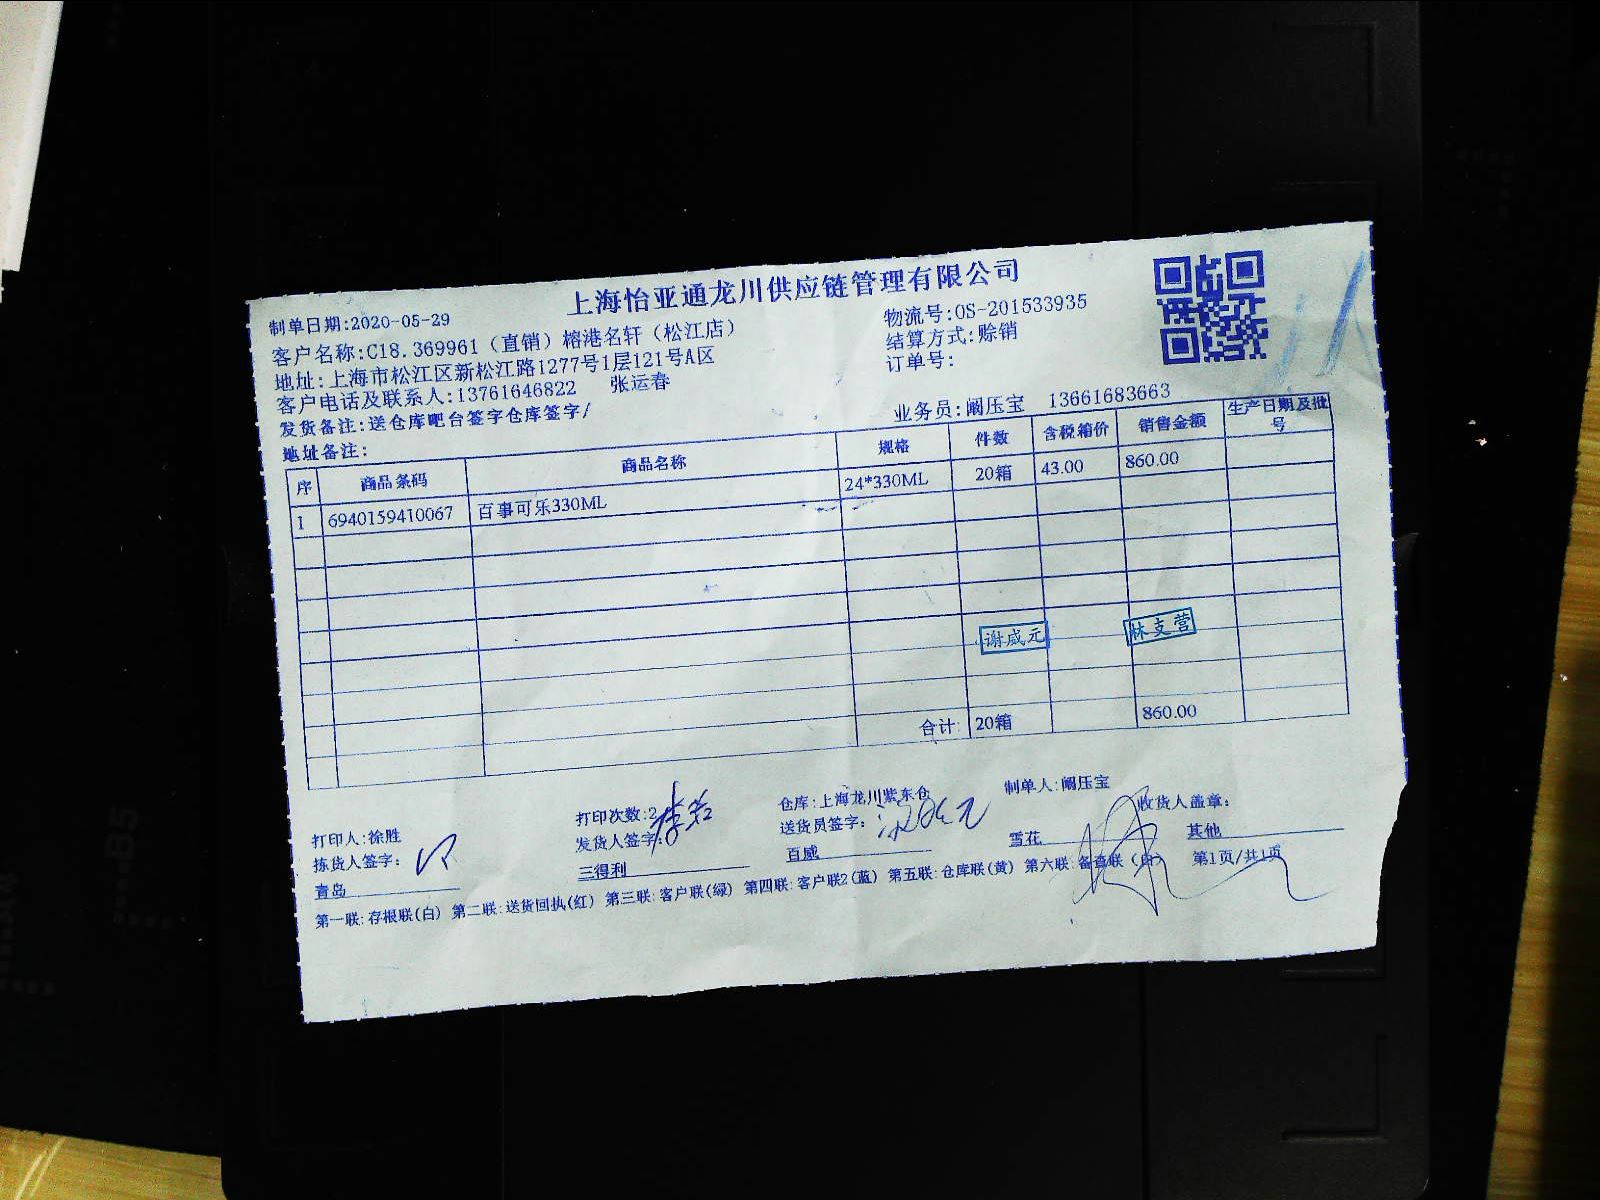 上海怡亚通龙川供应链管理有限公司
制单日期:2020-05-29
物流号:OS-201533935
客户名称:C18.369961（直销）榕港名轩（松江店）
结算方式:赊销
地址:上海市松江区新松江路1277号1层121号A区
订单号:
客户电话及联系人:13761646822 张运春
发货备注:送仓库吧台签字仓库签字/
业务员:阚压宝 13661683663
地址备注:
序 商品条码 商品名称 规格 件数 含税箱价 销售金额 生产日期及批号
1 6940159410067 百事可乐330ML 24*330ML 20箱 43.00 860.00
谢威元 林支营
合计: 20箱 860.00
打印人:徐胜 打印次数:2 仓库:上海龙川紫东仓 制单人:阚压宝 收货人盖章:
拣货人签字: 发货人签字: 送货员签字:
青岛 三得利 百威 雪花 其他
第一联:存根联(白) 第二联:送货回执(红) 第三联:客户联(绿) 第四联:客户联2(蓝) 第五联:仓库联(黄) 第六联:备查联（白） 第1页/共1页